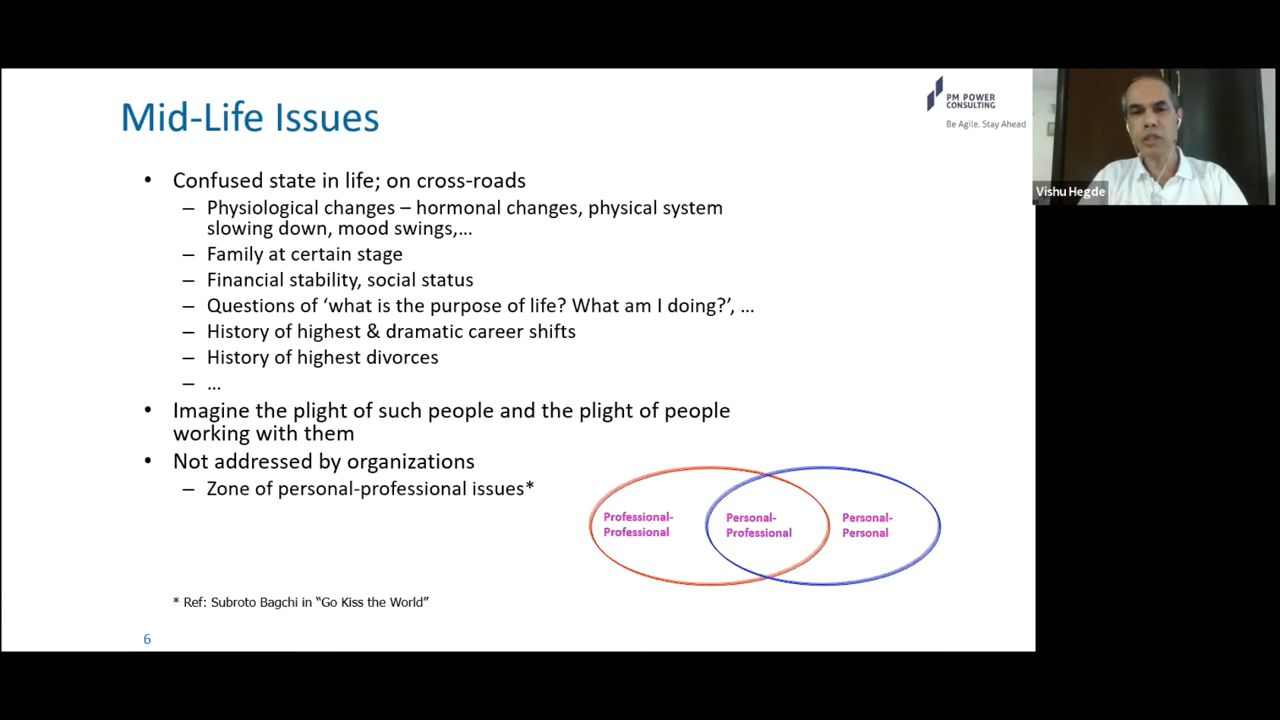 Mid-Life Issues
PM POWER
CONSULTING
Be Agile. Stay Ahead
Vishu Hegde
• Confused state in life; on cross-roads
– Physiological changes – hormonal changes, physical system
slowing down, mood swings,...
– Family at certain stage
– Financial stability, social status
– Questions of ‘what is the purpose of life? What am I doing?’, ...
– History of highest & dramatic career shifts
– History of highest divorces
– ...
• Imagine the plight of such people and the plight of people
working with them
• Not addressed by organizations
– Zone of personal-professional issues*
Professional-
Professional
Personal-
Professional
Personal-
Personal
* Ref: Subroto Bagchi in “Go Kiss the World”
6